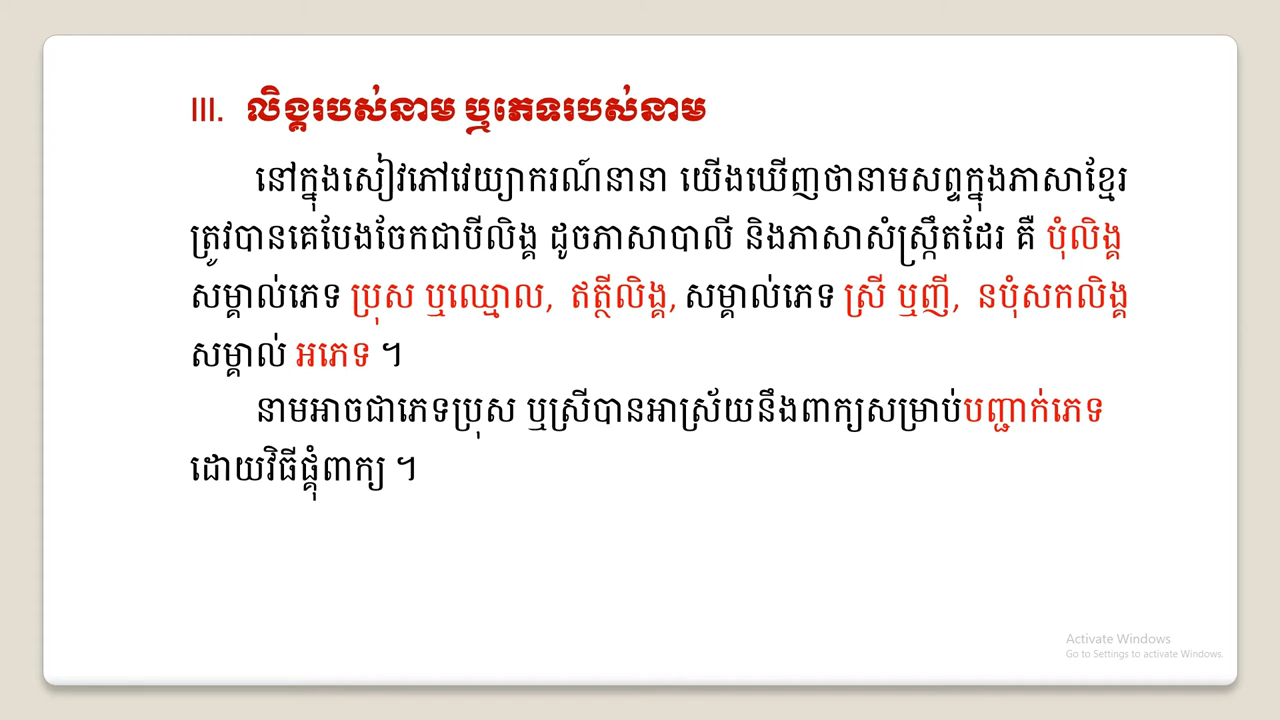 III. លិង្គរបស់នាម ឬភេទរបស់នាម
នៅក្នុងសៀវភៅវេយ្យាករណ៍នានា យើងឃើញថានាមសព្ទក្នុងភាសាខ្មែរ
ត្រូវបានគេបែងចែកជាបីលិង្គ ដូចភាសាបាលី និងភាសាសំស្ក្រឹតដែរ គឺ បុំលិង្គ
សម្គាល់ភេទ ប្រុស ឬឈ្មោល, ឥត្ថីលិង្គ, សម្គាល់ភេទ ស្រី ឬញី, នបុំសកលិង្គ
សម្គាល់ អភេទ ។
នាមអាចជាភេទប្រុស ឬស្រីបានអាស្រ័យនឹងពាក្យសម្រាប់បញ្ជាក់ភេទ
ដោយវិធីផ្គុំពាក្យ ។
Activate Windows
Go to Settings to activate Windows.